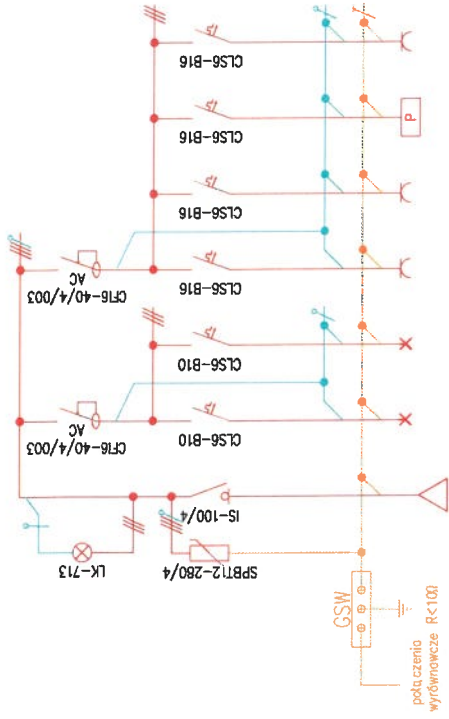 CLS6-B16
CLS6-B16
CLS6-B16
CLS6-B16
P
CFI6-40/4/003
AC
CLS6-B10
CLS6-B10
CFI6-40/4/003
AC
IS-100/4
LK-713
SPBT12-280/4
GSW
połączenia
wyrównawcze R<10Ω